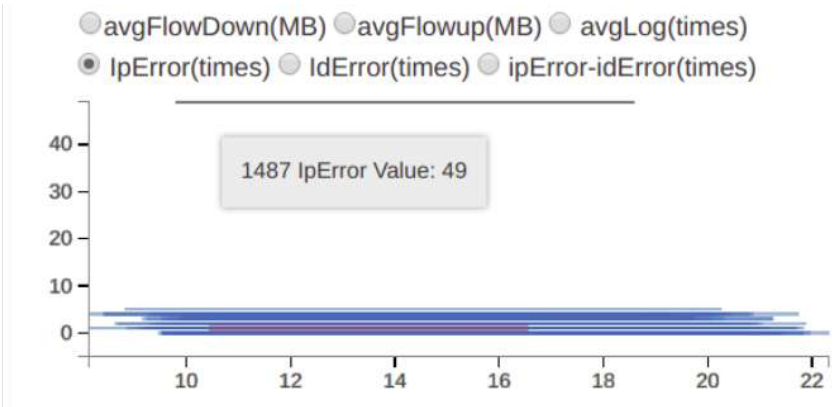 avgFlowDown(MB) avgFlowup(MB) avgLog(times)
IpError(times) IdError(times) ipError-idError(times)
40
1487 IpError Value: 49
30
20
10
0
10 12 14 16 18 20 22